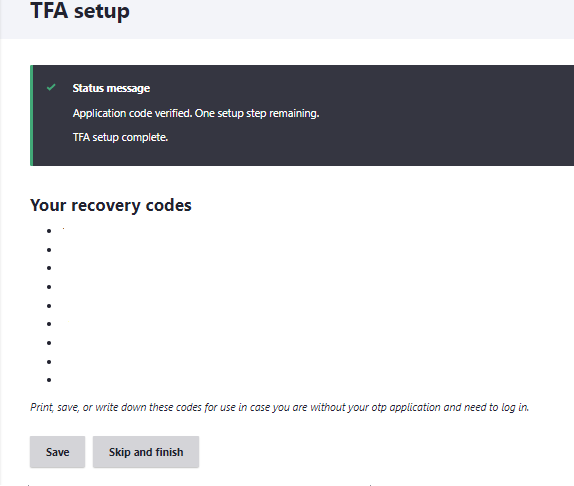 TFA setup
Status message
Application code verified. One setup step remaining.
TFA setup complete.
Your recovery codes
Print, save, or write down these codes for use in case you are without your otp application and need to log in.
Save
Skip and finish